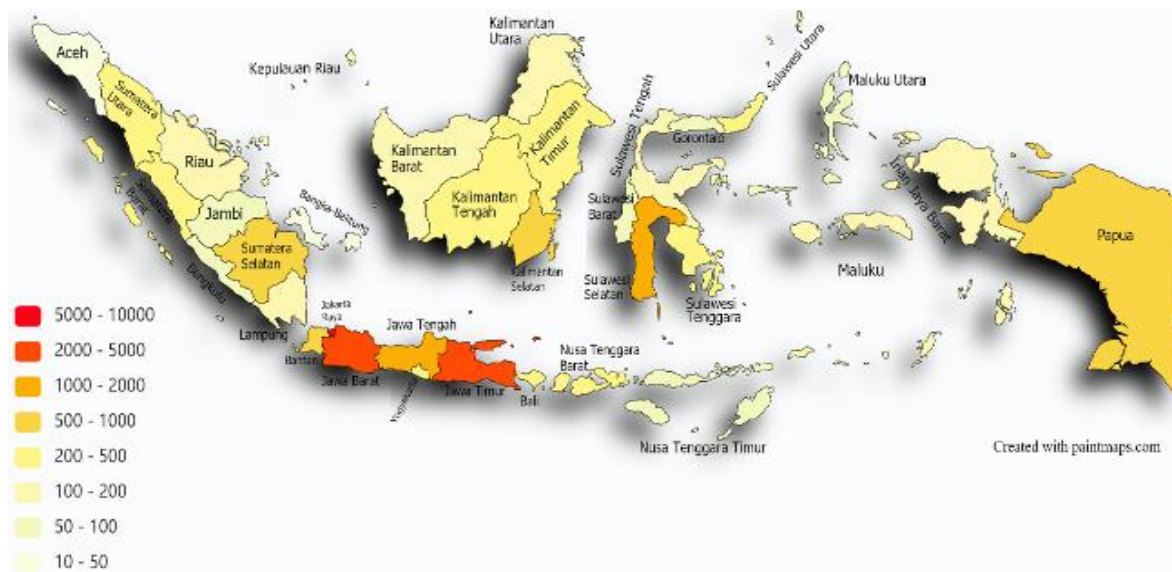 Aceh
Sumatera
Utara
Riau
Kepulauan Riau
Sumatera
Barat
Jambi
Bangka-Belitung
Sumatera
Selatan
Bengkulu
Lampung
Jakarta
Raya
Banten
Jawa Barat
Jawa Tengah
Yogyakarta
Jawa Timur
Bali
Nusa Tenggara
Barat
Nusa Tenggara Timur
Kalimantan
Utara
Kalimantan
Barat
Kalimantan
Tengah
Kalimantan
Timur
Kalimantan
Selatan
Sulawesi Tengah
Sulawesi Utara
Gorontalo
Sulawesi
Barat
Sulawesi
Selatan
Sulawesi
Tenggara
Maluku Utara
Maluku
Irian Jaya Barat
Papua
5000 - 10000
2000 - 5000
1000 - 2000
500 - 1000
200 - 500
100 - 200
50 - 100
10 - 50
Created with paintmaps.com